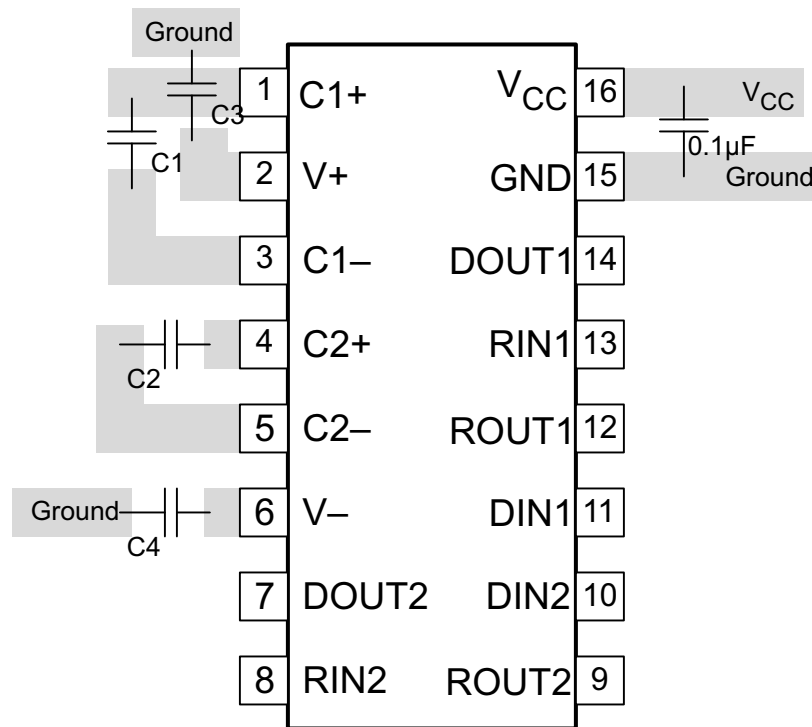 Ground
1 C1+ VCC 16 VCC
C3
C1 0.1µF
2 V+ GND 15 Ground
3 C1– DOUT1 14
4 C2+ RIN1 13
C2
5 C2– ROUT1 12
Ground 6 V– DIN1 11
C4
7 DOUT2 DIN2 10
8 RIN2 ROUT2 9